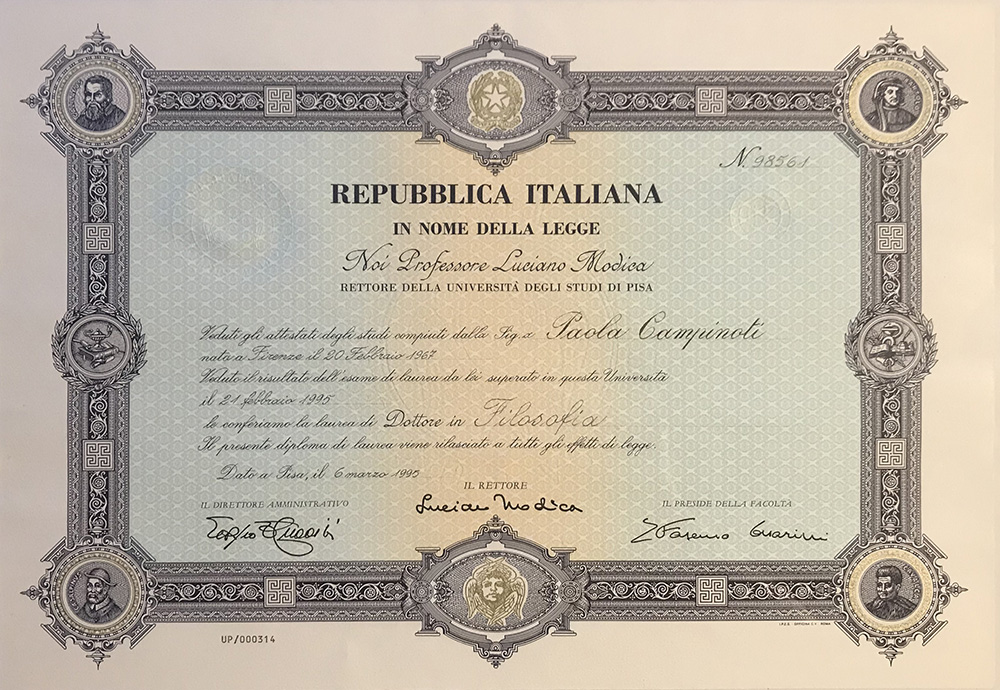 N. 98561
REPUBBLICA ITALIANA
IN NOME DELLA LEGGE
Noi Professore Luciano Modica
RETTORE DELLA UNIVERSITÀ DEGLI STUDI DI PISA
Veduti gli attestati degli studi compiuti dalla Sig.a Paola Campinoti
nata a Firenze il 20 Febbraio 1967
Veduto il risultato dell'esame di laurea da lei superato in questa Università
il 21 febbraio 1995
le conferiamo la laurea di Dottore in Filosofia
Il presente diploma di laurea viene rilasciato a tutti gli effetti di legge.
Dato a Pisa, il 6 marzo 1995
IL DIRETTORE AMMINISTRATIVO
IL RETTORE
IL PRESIDE DELLA FACOLTÀ
Luciano Modica
UP/000314
I.P.Z.S. - OFFICINA C.V. - ROMA